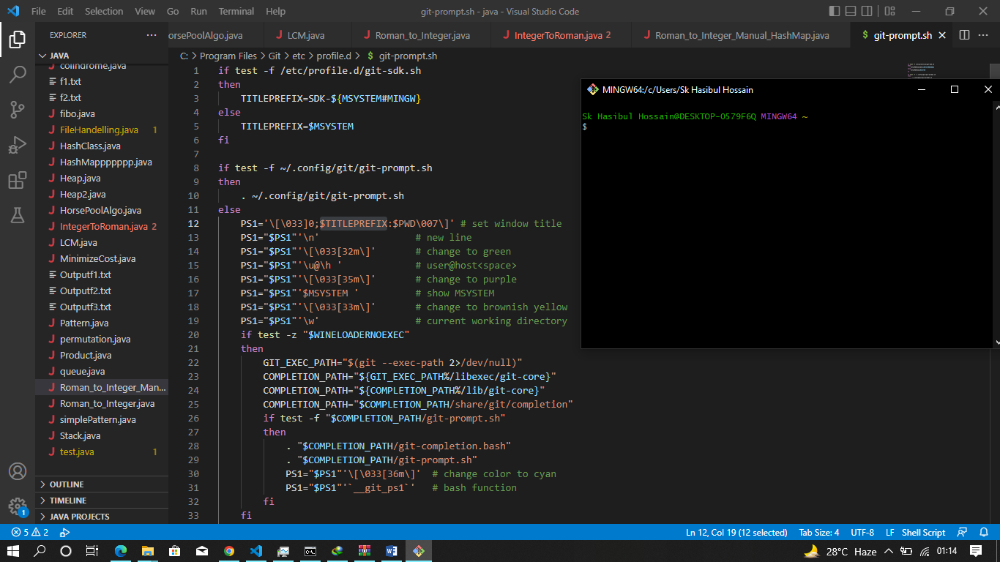 File Edit Selection View Go Run Terminal Help git-prompt.sh - java - Visual Studio Code
EXPLORER
JAVA
colindrome.java
f1.txt
f2.txt
fibo.java
FileHandelling.java 1
HashClass.java
HashMappppppp.java
Heap.java
Heap2.java
HorsePoolAlgo.java
IntegerToRoman.java 2
LCM.java
MinimizeCost.java
Outputf1.txt
Outputf2.txt
Outputf3.txt
Pattern.java
permutation.java
Product.java
queue.java
Roman_to_Integer_Man...
Roman_to_Integer.java
simplePattern.java
Stack.java
test.java 1
OUTLINE
TIMELINE
JAVA PROJECTS
1
orsePoolAlgo.java LCM.java Roman_to_Integer.java IntegerToRoman.java 2 Roman_to_Integer_Manual_HashMap.java $ git-prompt.sh
C: > Program Files > Git > etc > profile.d > $ git-prompt.sh
1 if test -f /etc/profile.d/git-sdk.sh
2 then
3 TITLEPREFIX=SDK-${MSYSTEM#MINGW}
4 else
5 TITLEPREFIX=$MSYSTEM
6 fi
7
8 if test -f ~/.config/git/git-prompt.sh
9 then
10 . ~/.config/git/git-prompt.sh
11 else
12 PS1='\[\033]0;$TITLEPREFIX:$PWD\007\]' # set window title
13 PS1="$PS1"'\n' # new line
14 PS1="$PS1"'\[\033[32m\]' # change to green
15 PS1="$PS1"'\u@\h ' # user@host<space>
16 PS1="$PS1"'\[\033[35m\]' # change to purple
17 PS1="$PS1"'$MSYSTEM ' # show MSYSTEM
18 PS1="$PS1"'\[\033[33m\]' # change to brownish yellow
19 PS1="$PS1"'\w' # current working directory
20 if test -z "$WINELOADERNOEXEC"
21 then
22 GIT_EXEC_PATH="$(git --exec-path 2>/dev/null)"
23 COMPLETION_PATH="${GIT_EXEC_PATH%/libexec/git-core}"
24 COMPLETION_PATH="${COMPLETION_PATH%/lib/git-core}"
25 COMPLETION_PATH="$COMPLETION_PATH/share/git/completion"
26 if test -f "$COMPLETION_PATH/git-prompt.sh"
27 then
28 . "$COMPLETION_PATH/git-completion.bash"
29 . "$COMPLETION_PATH/git-prompt.sh"
30 PS1="$PS1"'\[\033[36m\]' # change color to cyan
31 PS1="$PS1"'`__git_ps1`' # bash function
32 fi
33 fi
MINGW64:/c/Users/Sk Hasibul Hossain
Sk Hasibul Hossain@DESKTOP-O579F6Q MINGW64 ~
$
5 2 Ln 12, Col 19 (12 selected) Tab Size: 4 UTF-8 LF Shell Script
28°C Haze 01:14